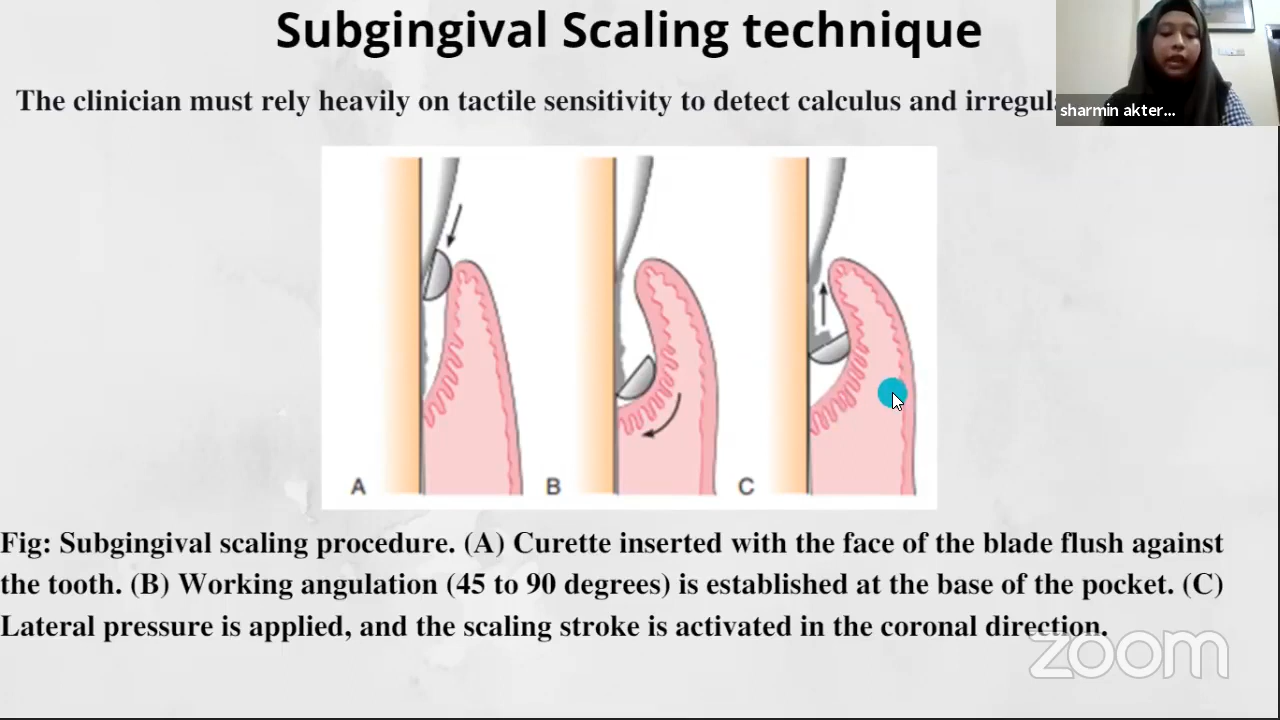 Subgingival Scaling technique
The clinician must rely heavily on tactile sensitivity to detect calculus and
sharmin akter...
A B C
Fig: Subgingival scaling procedure. (A) Curette inserted with the face of the blade flush against
the tooth. (B) Working angulation (45 to 90 degrees) is established at the base of the pocket. (C)
Lateral pressure is applied, and the scaling stroke is activated in the coronal direction.
zoom